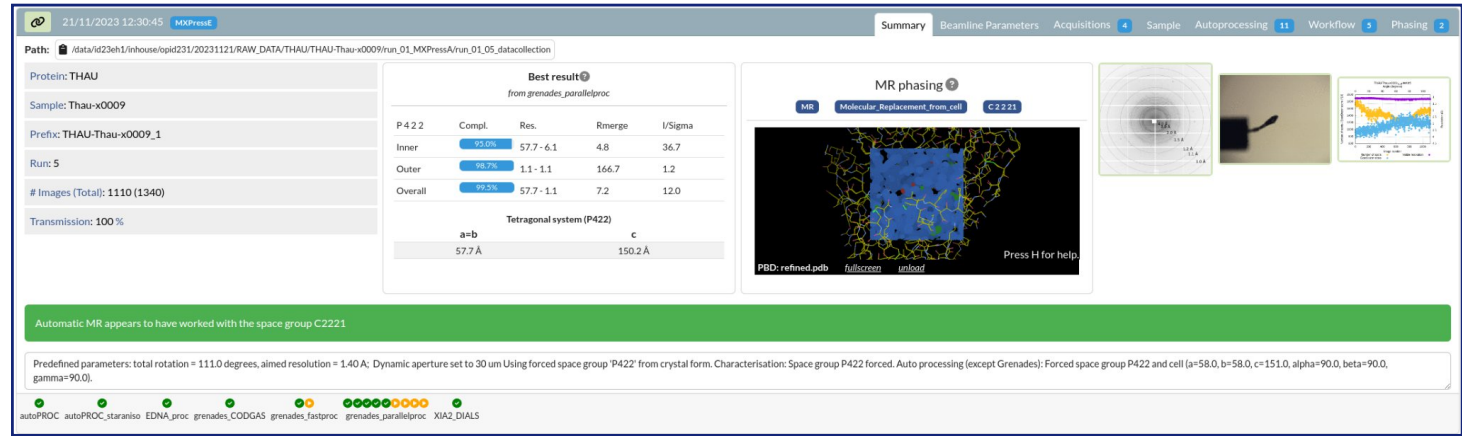 21/11/2023 12:30:45 MXPressE
Summary Beamline Parameters Acquisitions 4 Sample Autoprocessing 11 Workflow 5 Phasing 2
Path: /data/id23eh1/inhouse/opid231/20231121/RAW_DATA/THAU/THAU-Thau-x0009/run_01_MXPressA/run_01_05_datacollection
Protein: THAU
Sample: Thau-x0009
Prefix: THAU-Thau-x0009_1
Run: 5
# Images (Total): 1110 (1340)
Transmission: 100 %
Best result
from grenades_parallelproc
P 4 2 2 Compl. Res. Rmerge I/Sigma
Inner 95.0% 57.7 - 6.1 4.8 36.7
Outer 98.7% 1.1 - 1.1 166.7 1.2
Overall 99.5% 57.7 - 1.1 7.2 12.0
Tetragonal system (P422)
a=b c
57.7 Å 150.2 Å
MR phasing
MR Molecular_Replacement_from_cell C 2 2 21
Press H for help.
PBD: refined.pdb fullscreen unload
Automatic MR appears to have worked with the space group C2221
Predefined parameters: total rotation = 111.0 degrees, aimed resolution = 1.40 A; Dynamic aperture set to 30 um Using forced space group 'P422' from crystal form. Characterisation: Space group P422 forced. Auto processing (except Grenades): Forced space group P422 and cell (a=58.0, b=58.0, c=151.0, alpha=90.0, beta=90.0,
gamma=90.0).
autoPROC autoPROC_staraniso EDNA_proc grenades_CODGAS grenades_fastproc grenades_parallelproc XIA2_DIALS